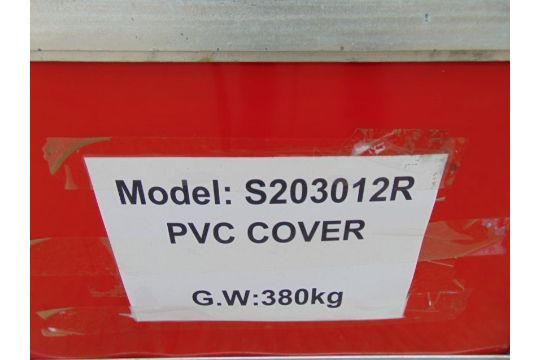 Model: S203012R
PVC COVER
G.W:380kg